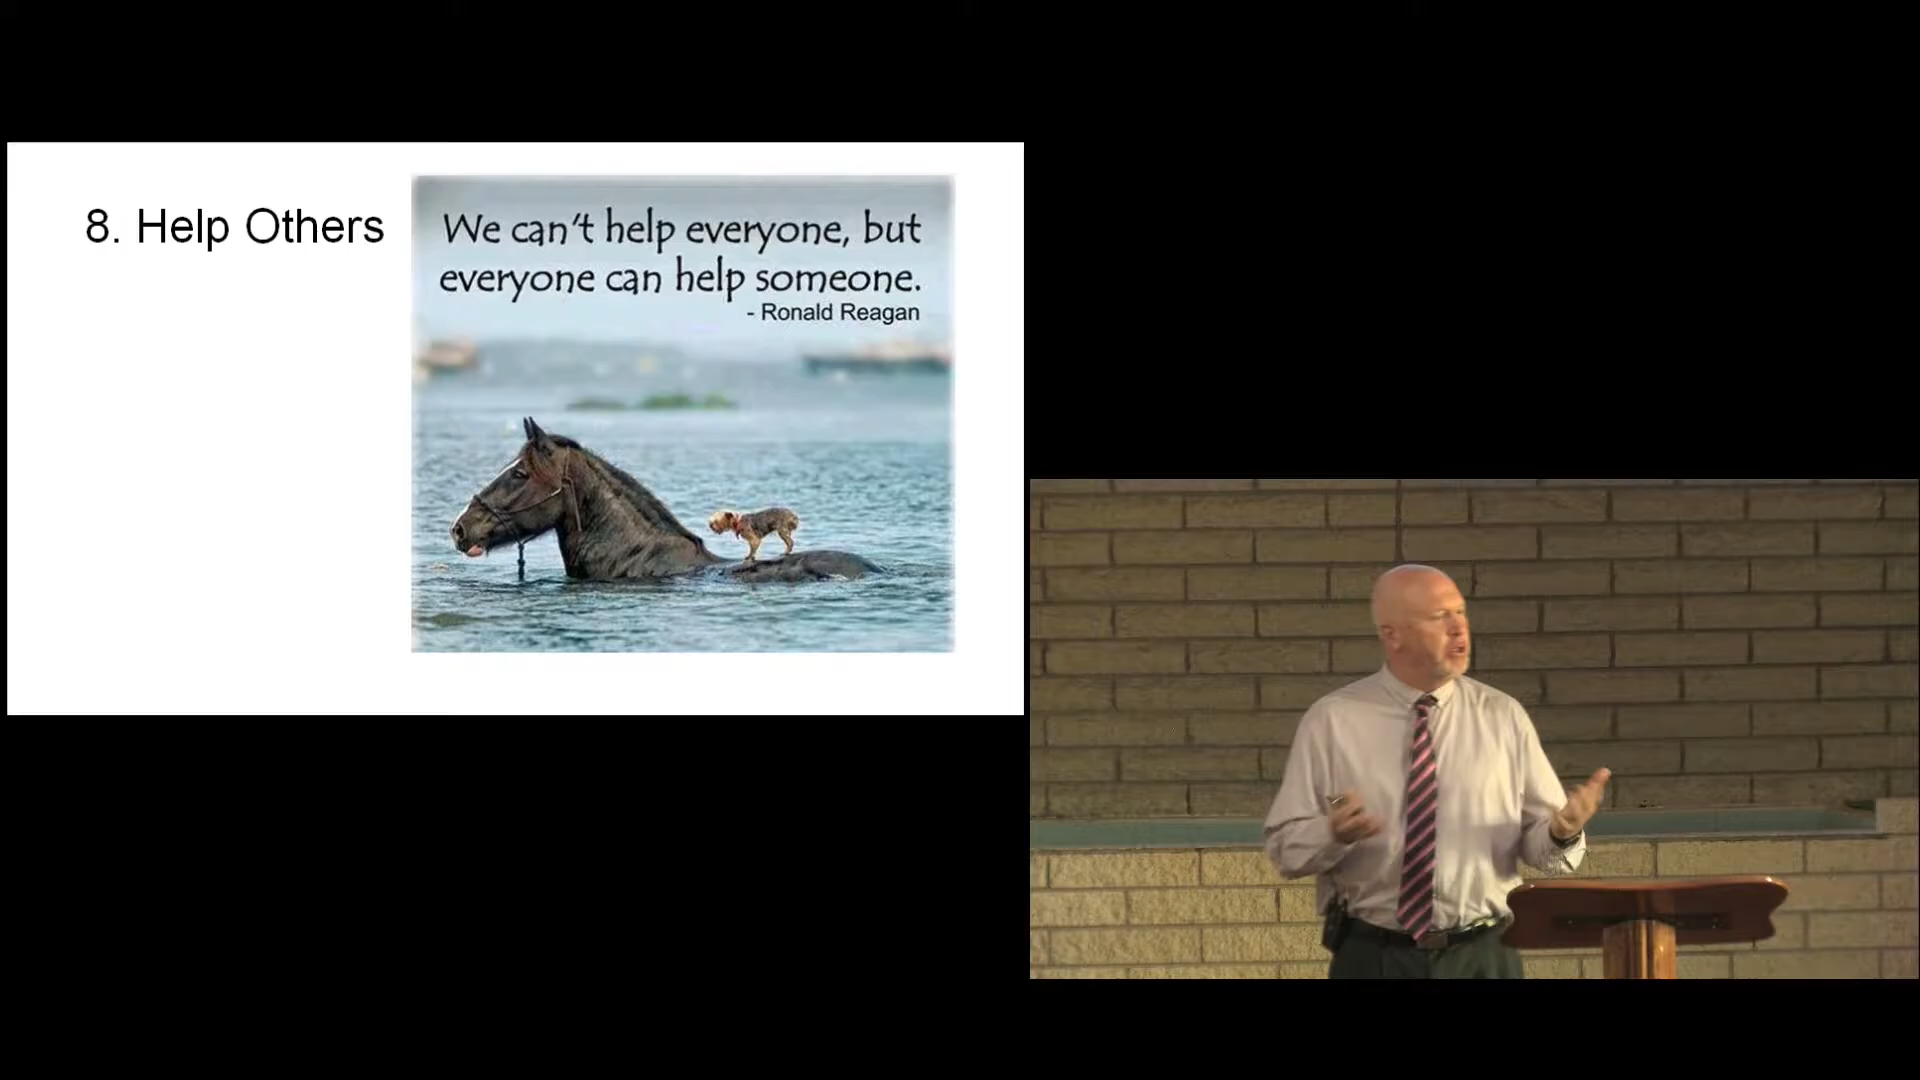 8. Help Others
We can't help everyone, but
everyone can help someone.
- Ronald Reagan